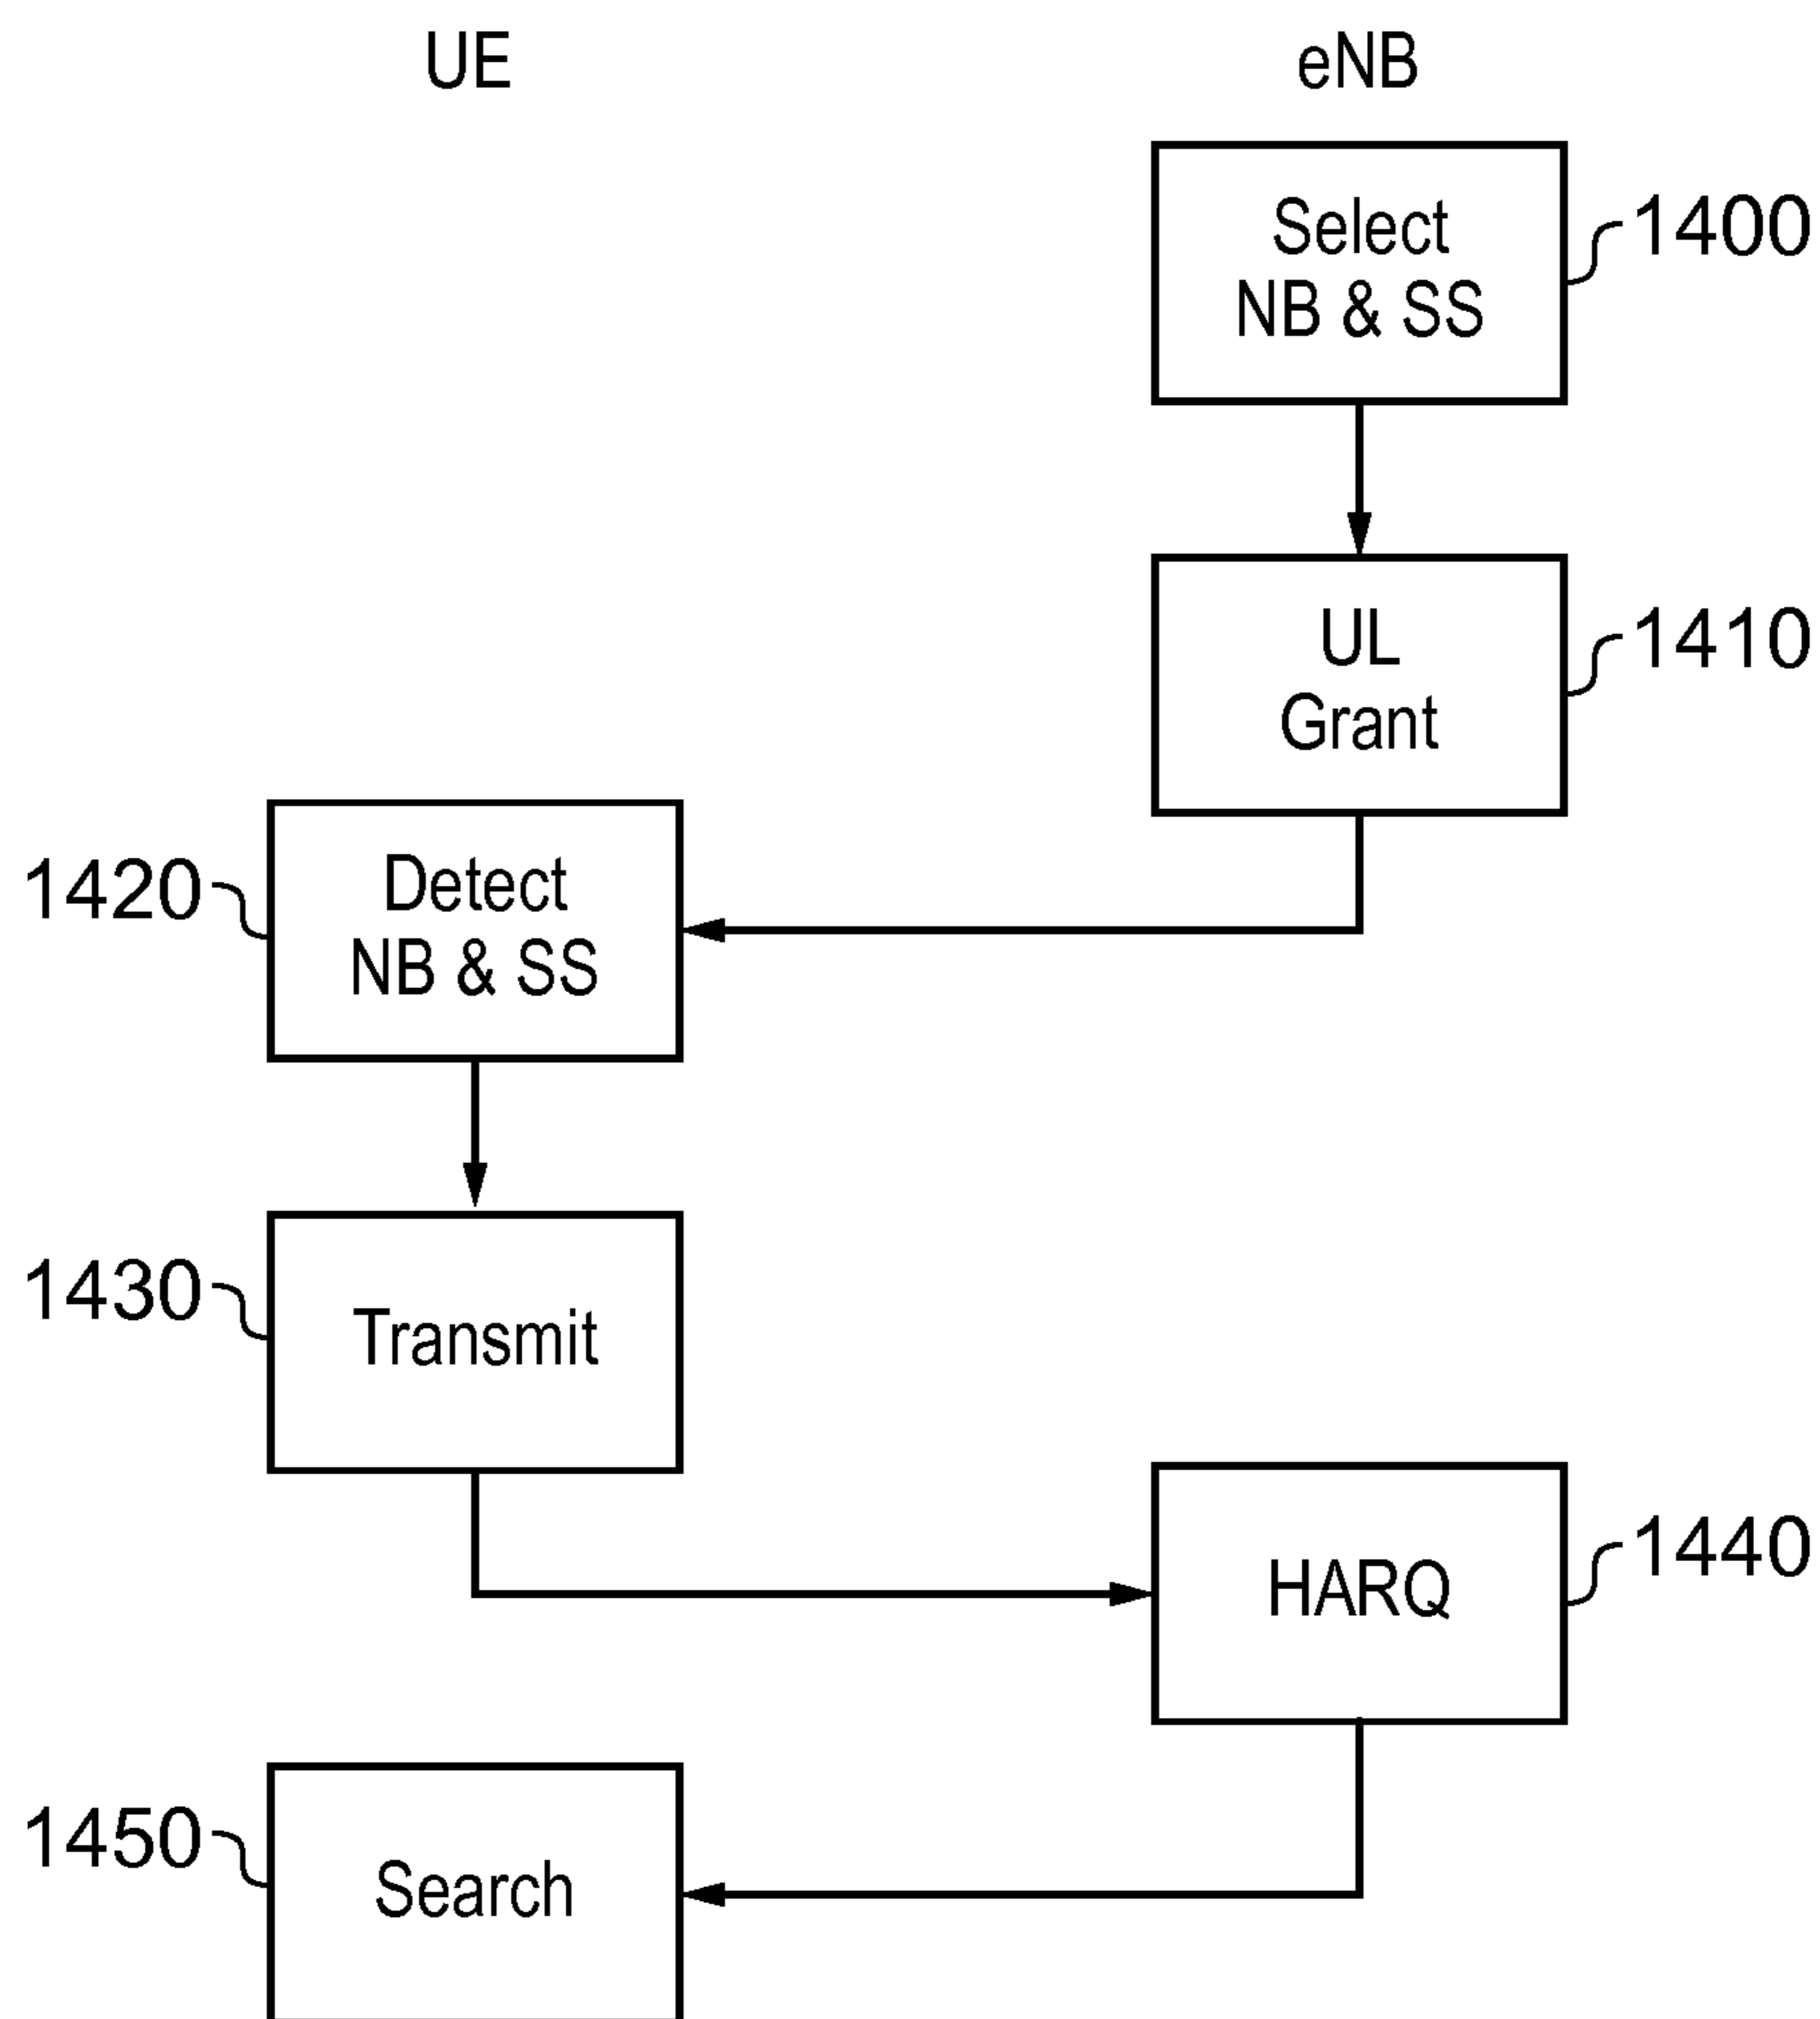 UE
eNB
Select
NB & SS
1400
UL
Grant
1410
1420
Detect
NB & SS
1430
Transmit
HARQ
1440
1450
Search